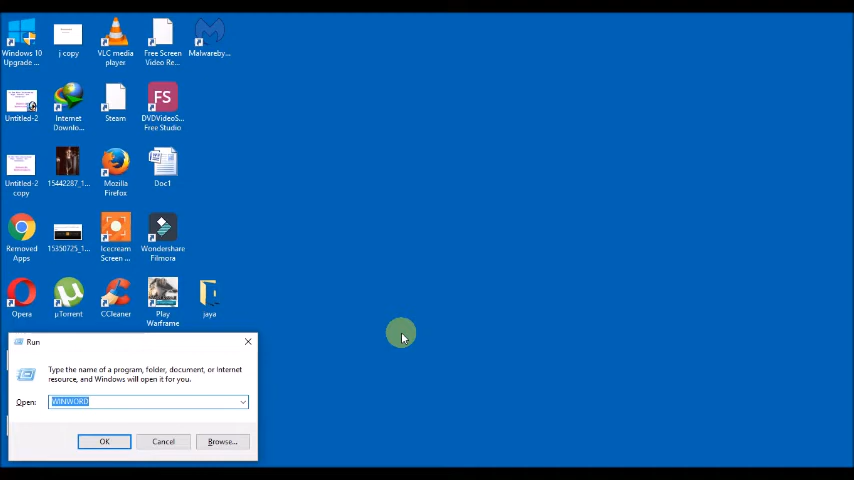 Windows 10 Upgrade ...
j copy
VLC media player
Free Screen Video Re...
Malwareby...
Untitled-2
Internet Downlo...
Steam
FS
DVDVideoS... Free Studio
Untitled-2 copy
15442287_1...
Mozilla Firefox
Doc1
Removed Apps
15350725_1...
Icecream Screen ...
Wondershare Filmora
Opera
µTorrent
CCleaner
Play Warframe
jaya
Run
Type the name of a program, folder, document, or Internet
resource, and Windows will open it for you.
Open: WINWORD
OK Cancel Browse...